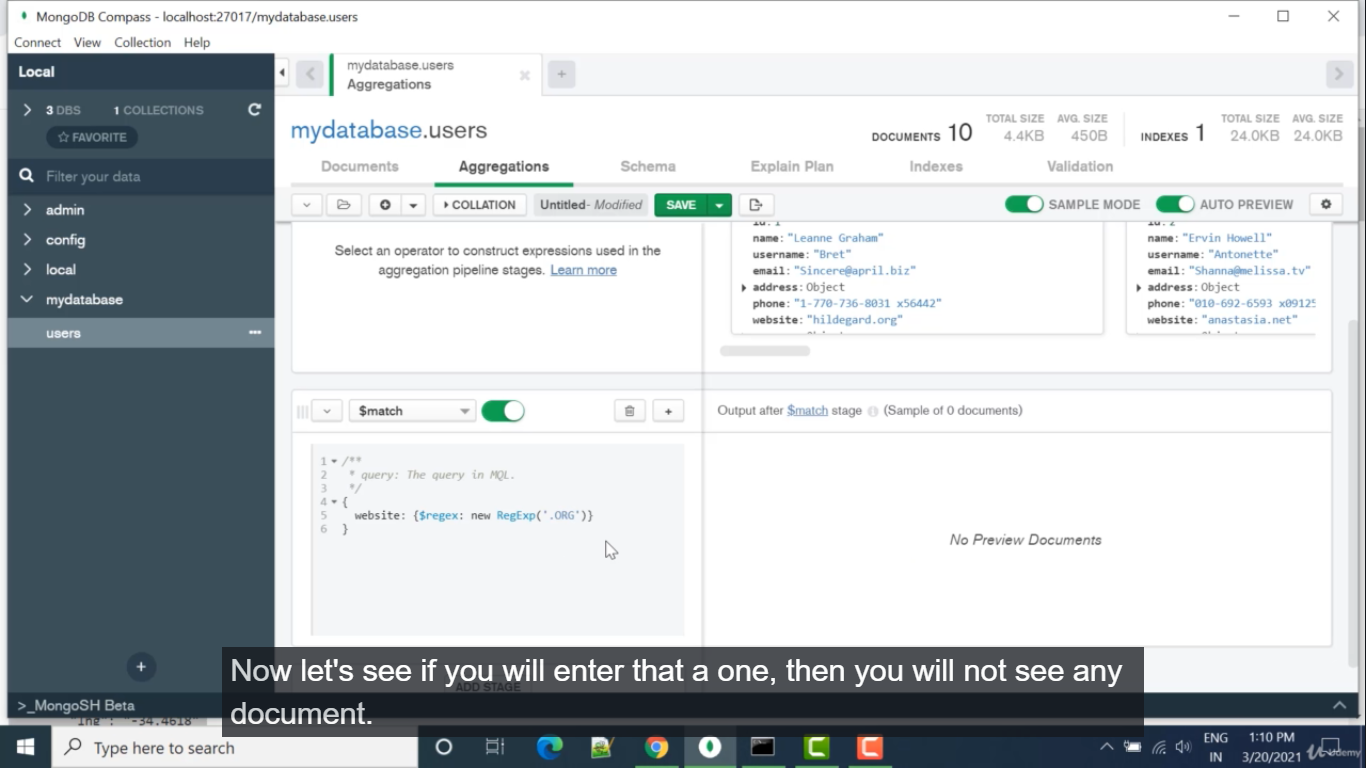 MongoDB Compass - localhost:27017/mydatabase.users
Connect View Collection Help
Local
3 DBS 1 COLLECTIONS
FAVORITE
Filter your data
admin
config
local
mydatabase
users
>_MongoSH Beta
mydatabase.users
Aggregations
mydatabase.users
DOCUMENTS 10
TOTAL SIZE AVG. SIZE
4.4KB 450B
INDEXES 1
TOTAL SIZE AVG. SIZE
24.0KB 24.0KB
Documents Aggregations Schema Explain Plan Indexes Validation
COLLATION Untitled- Modified SAVE SAMPLE MODE AUTO PREVIEW
Select an operator to construct expressions used in the
aggregation pipeline stages. Learn more
id: 1
name: "Leanne Graham"
username: "Bret"
email: "Sincere@april.biz"
address: Object
phone: "1-770-736-8031 x56442"
website: "hildegard.org"
id: 2
name: "Ervin Howell"
username: "Antonette"
email: "Shanna@melissa.tv"
address: Object
phone: "010-692-6593 x09125
website: "anastasia.net"
$match
Output after $match stage (Sample of 0 documents)
1 /**
2 * query: The query in MQL.
3 */
4 {
5 website: {$regex: new RegExp('.ORG')}
6 }
No Preview Documents
ADD STAGE
Now let's see if you will enter that a one, then you will not see any
document.
"lng": "-34.4618"
Type here to search
ENG
IN
1:10 PM
3/20/2021
Udemy